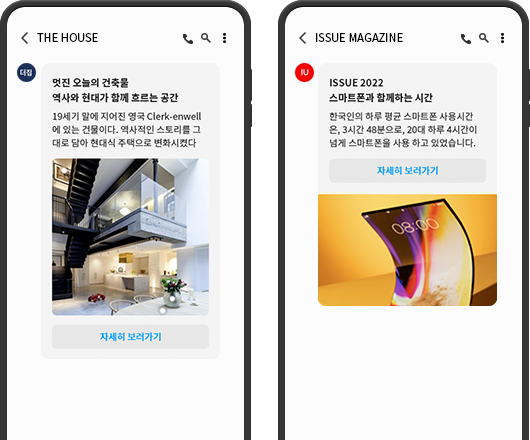 THE HOUSE
더집
멋진 오늘의 건축물
역사와 현대가 함께 흐르는 공간
19세기 말에 지어진 영국 Clerk-enwell
에 있는 건물이다. 역사적인 스토리를 그
대로 담아 현대식 주택으로 변화시켰다
자세히 보러가기
ISSUE MAGAZINE
IU
ISSUE 2022
스마트폰과 함께하는 시간
한국인의 하루 평균 스마트폰 사용시간
은, 3시간 48분으로, 20대 하루 4시간이
넘게 스마트폰을 사용 하고 있었습니다.
자세히 보러가기
08:00